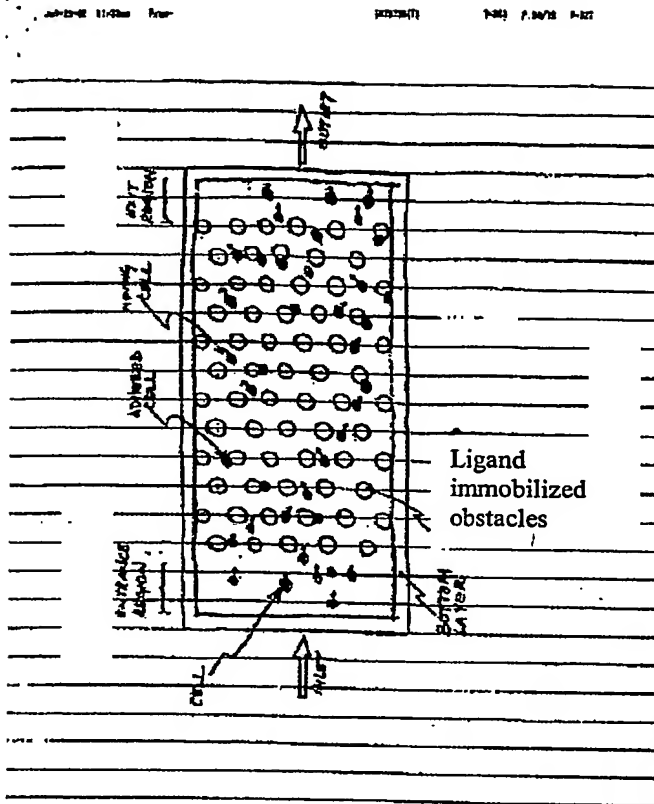 OUTLET
EXIT
REGION
MOVING
CELL
ADHERED
CELL
Ligand
immobilized
obstacles
ENTRANCE
REGION
BOTTOM
LAYER
CELL
INLET